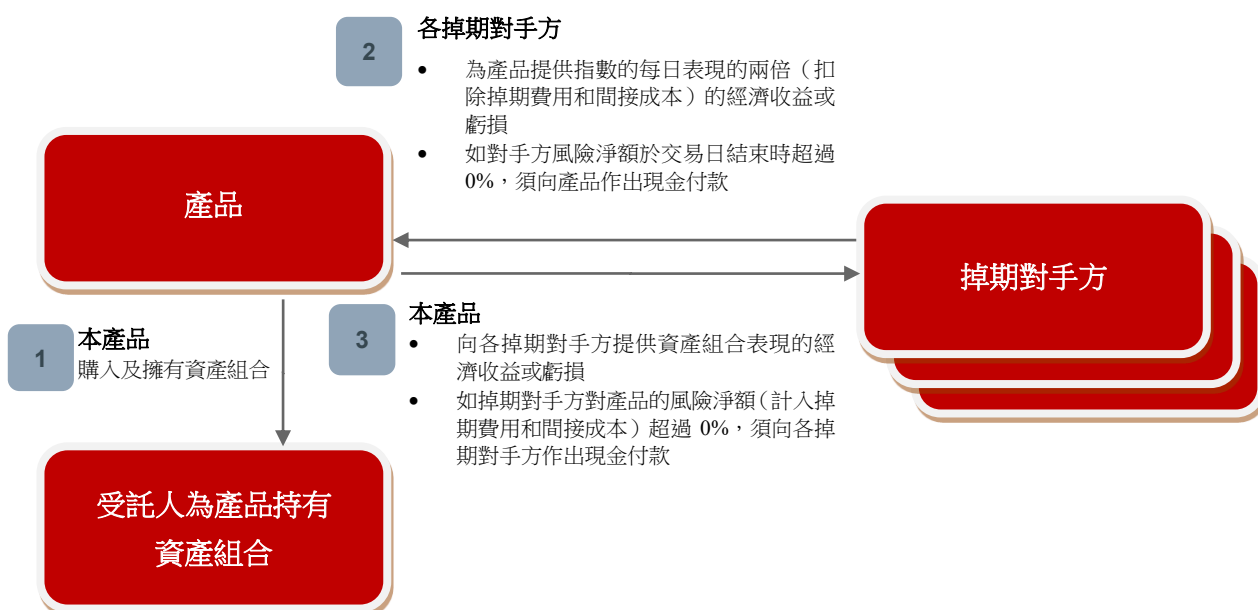 2
各掉期對手方
• 為產品提供指數的每日表現的兩倍（扣
除掉期費用和間接成本）的經濟收益或
虧損
• 如對手方風險淨額於交易日結束時超過
0%，須向產品作出現金付款
產品
掉期對手方
1
本產品
購入及擁有資產組合
3
本產品
• 向各掉期對手方提供資產組合表現的經
濟收益或虧損
• 如掉期對手方對產品的風險淨額（計入掉
期費用和間接成本）超過 0%，須向各掉
期對手方作出現金付款
受託人為產品持有
資產組合